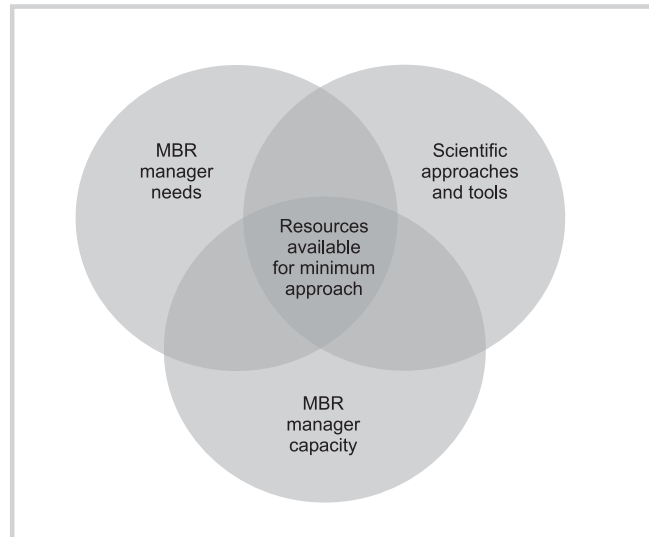 MBR
manager
needs
Scientific
approaches
and tools
Resources
available
for minimum
approach
MBR
manager
capacity